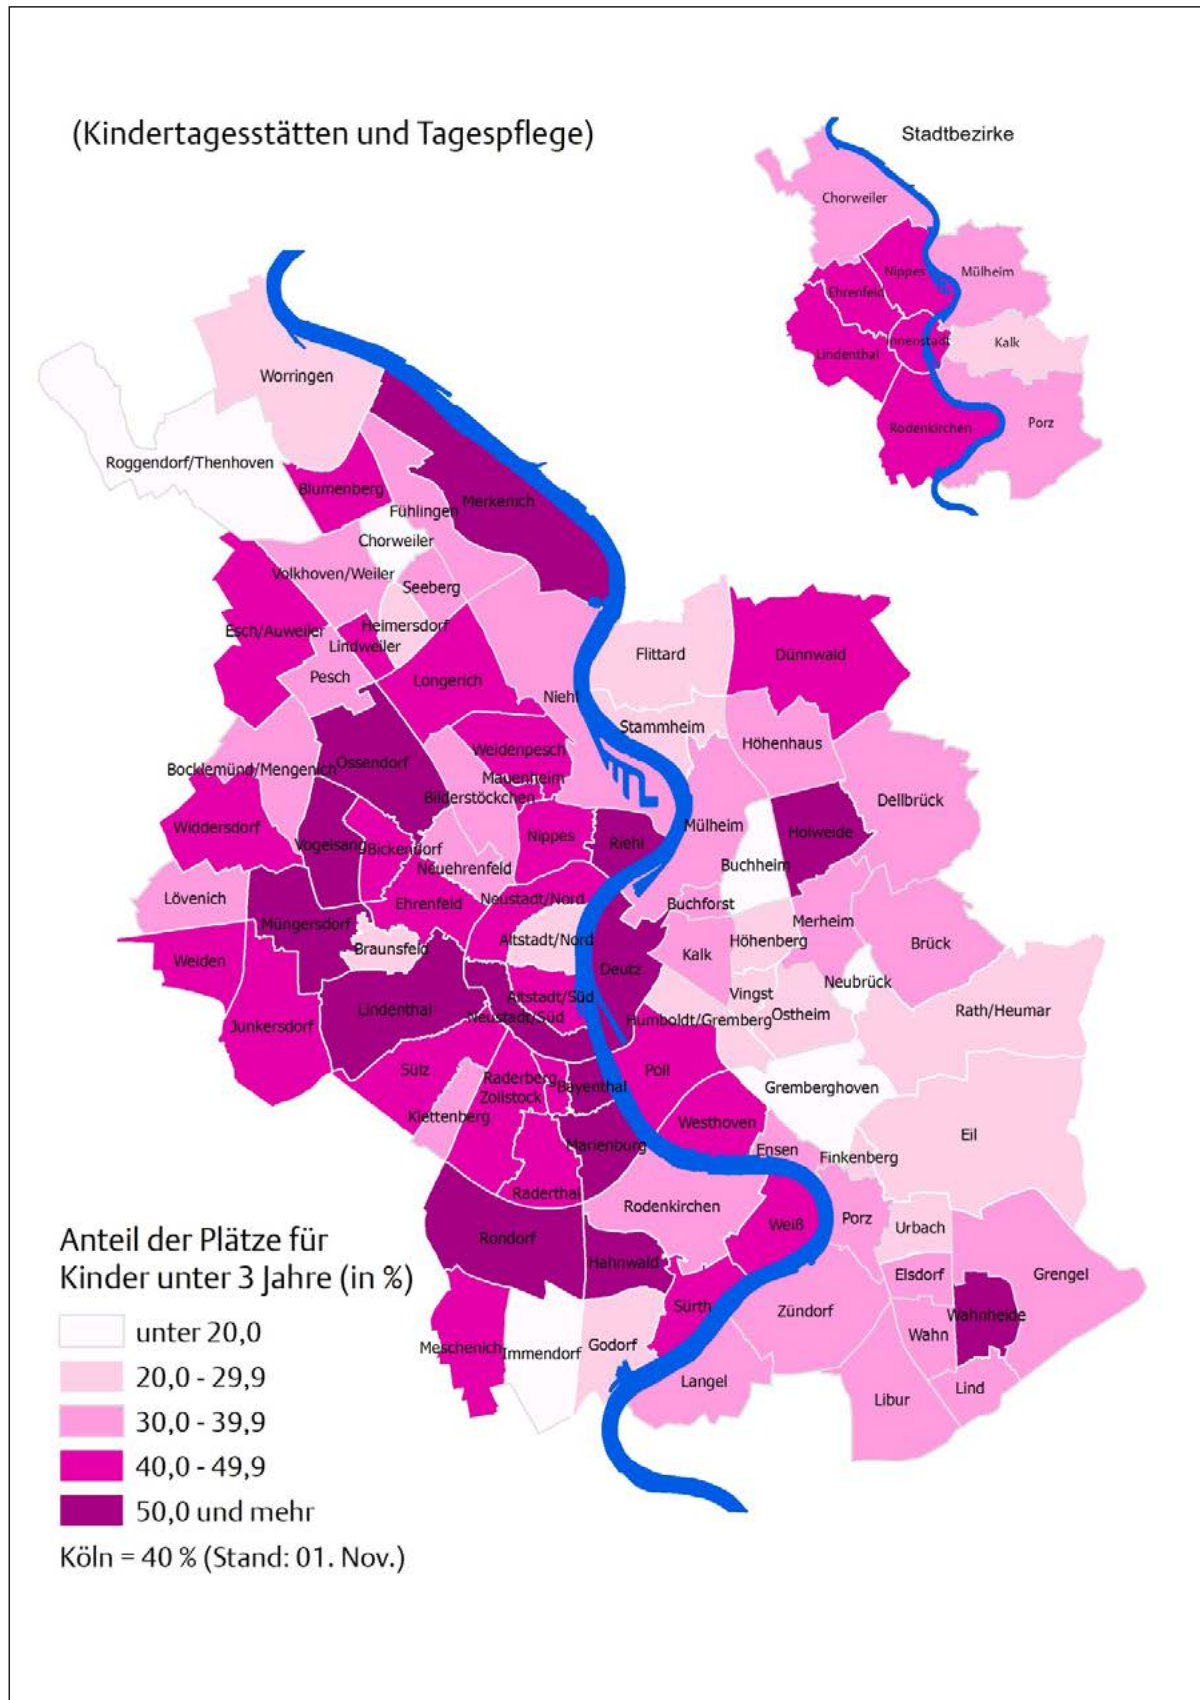 (Kindertagesstätten und Tagespflege)
Stadtbezirke
Chorweiler
Nippes
Mülheim
Ehrenfeld
Innenstadt
Kalk
Lindenthal
Rodenkirchen
Porz
Worringen
Roggendorf/Thenhoven
Blumenberg
Merkenich
Fühlingen
Chorweiler
Volkhoven/Weiler
Seeberg
Heimersdorf
Esch/Auweiler
Lindweiler
Pesch
Longerich
Niehl
Flittard
Dünnwald
Stammheim
Höhenhaus
Weidenpesch
Ossendorf
Bocklemünd/Mengenich
Mauenheim
Bilderstöckchen
Dellbrück
Widdersdorf
Mülheim
Holweide
Nippes
Riehl
Vogelsang
Bickendorf
Neuehrenfeld
Buchheim
Lövenich
Ehrenfeld
Neustadt/Nord
Buchforst
Müngersdorf
Merheim
Altstadt/Nord
Höhenberg
Brück
Braunsfeld
Kalk
Weiden
Deutz
Neubrück
Vingst
Altstadt/Süd
Lindenthal
Neustadt/Süd
Rath/Heumar
Ostheim
Humboldt/Gremberg
Junkersdorf
Sülz
Poll
Raderberg
Zollstock
Bayenthal
Gremberghoven
Klettenberg
Westhoven
Eil
Marienburg
Ensen
Finkenberg
Raderthal
Rodenkirchen
Weiß
Porz
Urbach
Rondorf
Hahnwald
Elsdorf
Grengel
Sürth
Zündorf
Wahnheide
Wahn
Meschenich
Immendorf
Godorf
Langel
Lind
Libur
Anteil der Plätze für
Kinder unter 3 Jahre (in %)
unter 20,0
20,0 - 29,9
30,0 - 39,9
40,0 - 49,9
50,0 und mehr
Köln = 40 % (Stand: 01. Nov.)